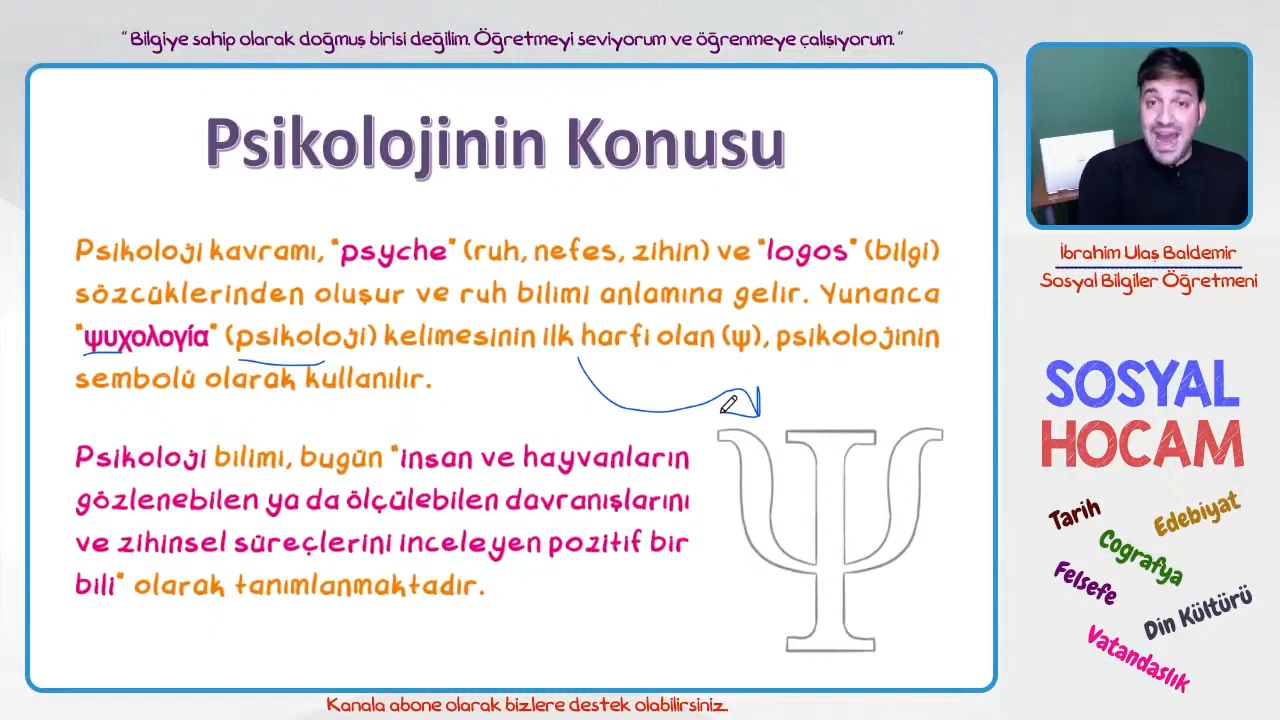 “Bilgiye sahip olarak doğmuş birisi değilim. Öğretmeyi seviyorum ve öğrenmeye çalışıyorum.”
Psikolojinin Konusu
Psikoloji kavramı, "psyche" (ruh, nefes, zihin) ve "logos" (bilgi)
sözcüklerinden oluşur ve ruh bilimi anlamına gelir. Yunanca
"ψυχολογία" (psikoloji) kelimesinin ilk harfi olan (ψ), psikolojinin
sembolü olarak kullanılır.
Psikoloji bilimi, bugün "insan ve hayvanların
gözlenebilen ya da ölçülebilen davranışlarını
ve zihinsel süreçlerini inceleyen pozitif bir
bili" olarak tanımlanmaktadır.
Ψ
İbrahim Ulaş Baldemir
Sosyal Bilgiler Öğretmeni
SOSYAL
HOCAM
Tarih
Edebiyat
Coğrafya
Felsefe
Din Kültürü
Vatandaşlık
Kanala abone olarak bizlere destek olabilirsiniz.